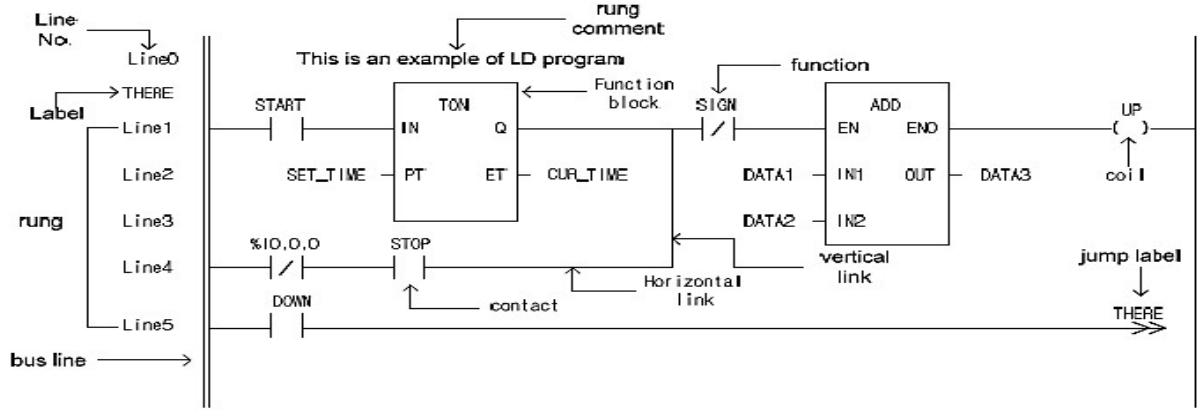 rung
comment
Line
No.
Line0
This is an example of LD program
function
Label
THERE
Function
block
START
TON
SIGN
ADD
UP
Line1
IN
Q
EN
ENO
( )
Line2
SET_TIME
PT
ET
CUR_TIME
DATA1
IN1
OUT
DATA3
coil
rung
Line3
DATA2
IN2
%I0,0,0
STOP
vertical
link
jump label
Line4
Horizontal
link
contact
DOWN
THERE
Line5
bus line